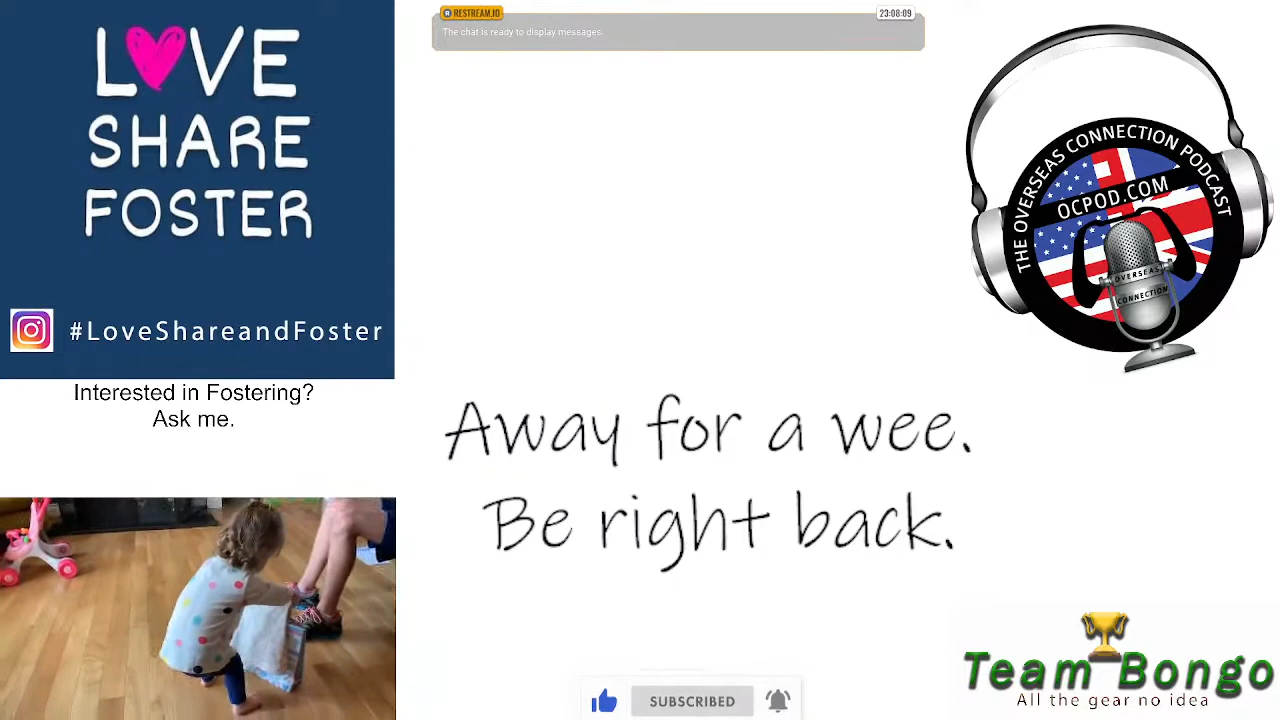 LOVE
SHARE
FOSTER
#LoveShareandFoster
Interested in Fostering?
Ask me.
RESTREAM.IO
23:08:09
The chat is ready to display messages.
Away for a wee.
Be right back.
SUBSCRIBED
THE OVERSEAS CONNECTION PODCAST
OCPOD.COM
OVERSEAS
CONNECTION
Team Bongo
All the gear no idea